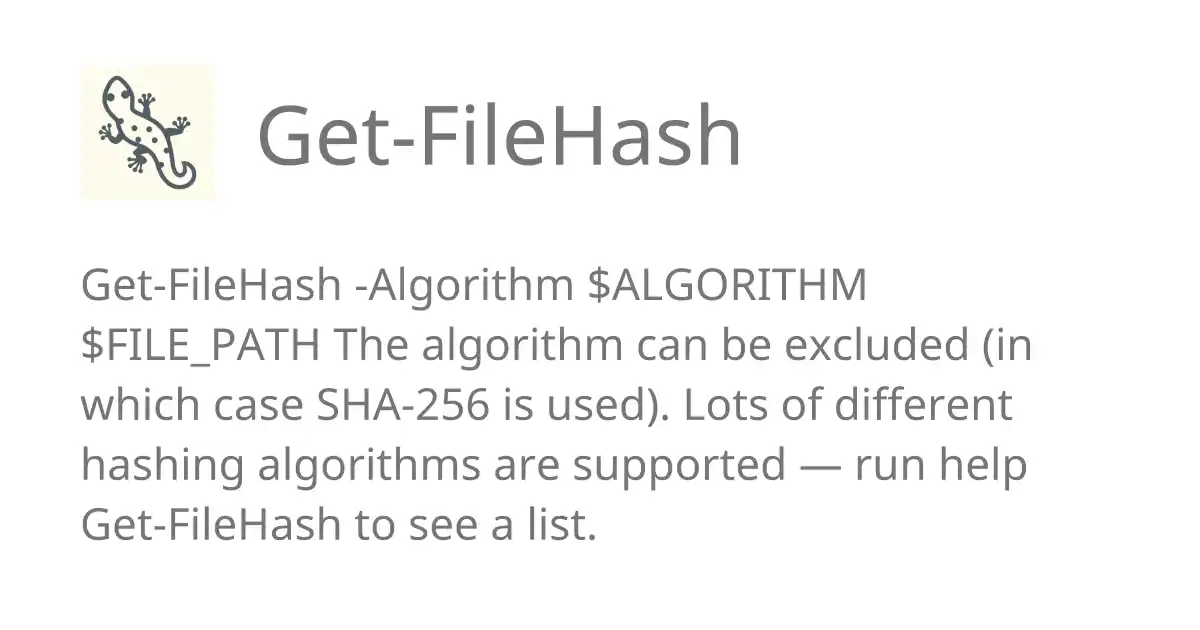 Get-FileHash
Get-FileHash -Algorithm $ALGORITHM
$FILE_PATH The algorithm can be excluded (in
which case SHA-256 is used). Lots of different
hashing algorithms are supported — run help
Get-FileHash to see a list.